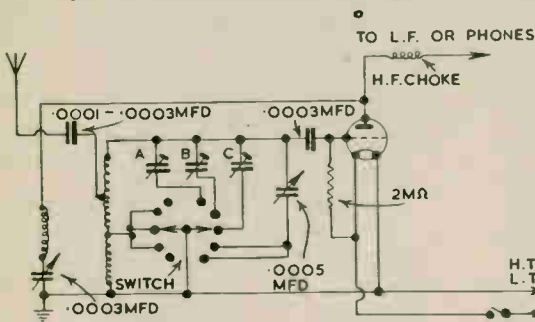 TO L.F. OR PHONES
H.F. CHOKE
·0001 - ·0003MFD
·0003MFD
A
B
C
2MΩ
SWITCH
·0005
MFD
·0003MFD
H.T
L.T